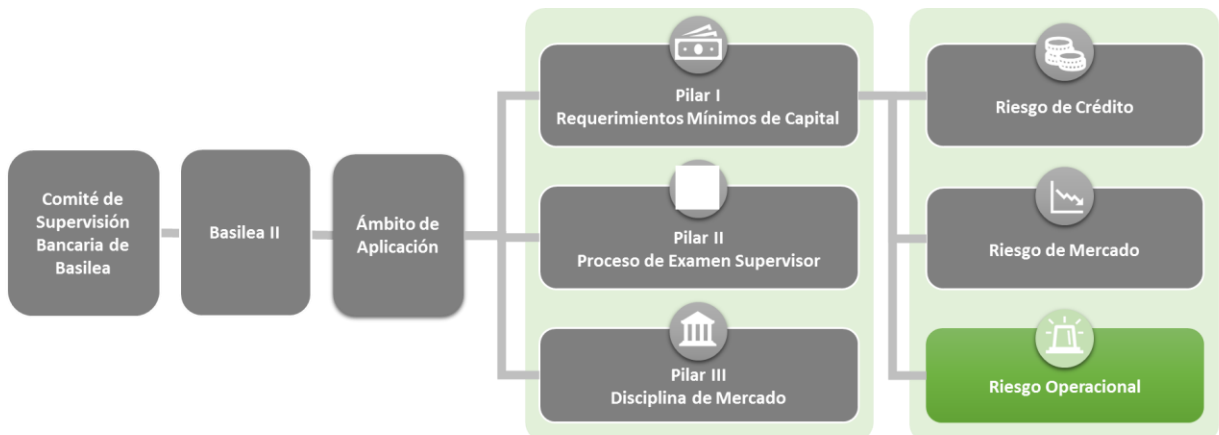 Comité de
Supervisión
Bancaria de
Basilea
Basilea II
Ámbito de
Aplicación
Pilar I
Requerimientos Mínimos de Capital
Pilar II
Proceso de Examen Supervisor
Pilar III
Disciplina de Mercado
Riesgo de Crédito
Riesgo de Mercado
Riesgo Operacional